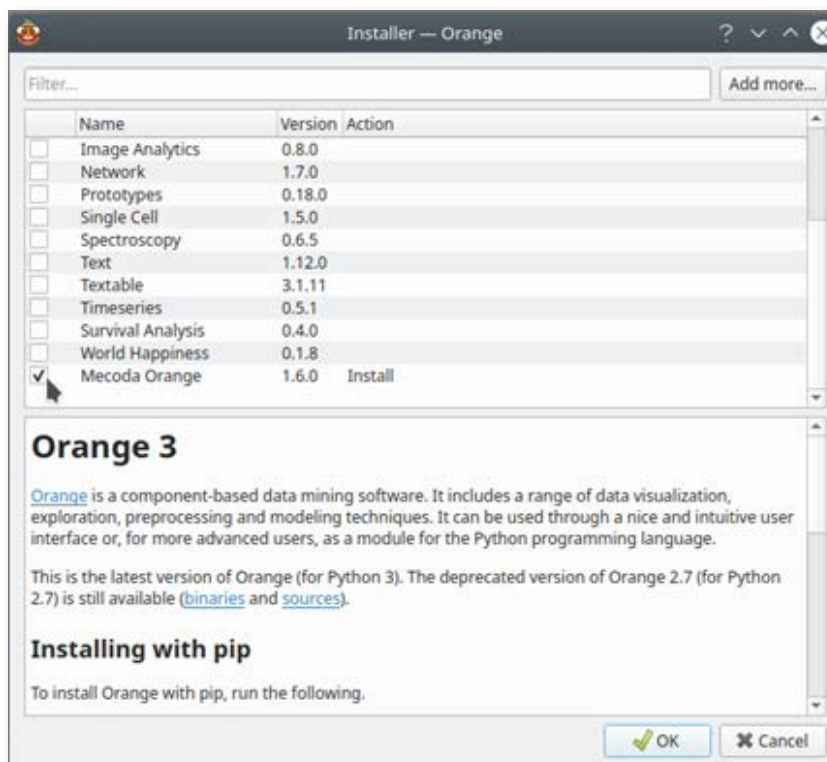 Installer — Orange
Filter...
Add more...
Name Version Action
Image Analytics 0.8.0
Network 1.7.0
Prototypes 0.18.0
Single Cell 1.5.0
Spectroscopy 0.6.5
Text 1.12.0
Textable 3.1.11
Timeseries 0.5.1
Survival Analysis 0.4.0
World Happiness 0.1.8
Mecoda Orange 1.6.0 Install
Orange 3
Orange is a component-based data mining software. It includes a range of data visualization,
exploration, preprocessing and modeling techniques. It can be used through a nice and intuitive user
interface or, for more advanced users, as a module for the Python programming language.
This is the latest version of Orange (for Python 3). The deprecated version of Orange 2.7 (for Python
2.7) is still available (binaries and sources).
Installing with pip
To install Orange with pip, run the following.
OK
Cancel